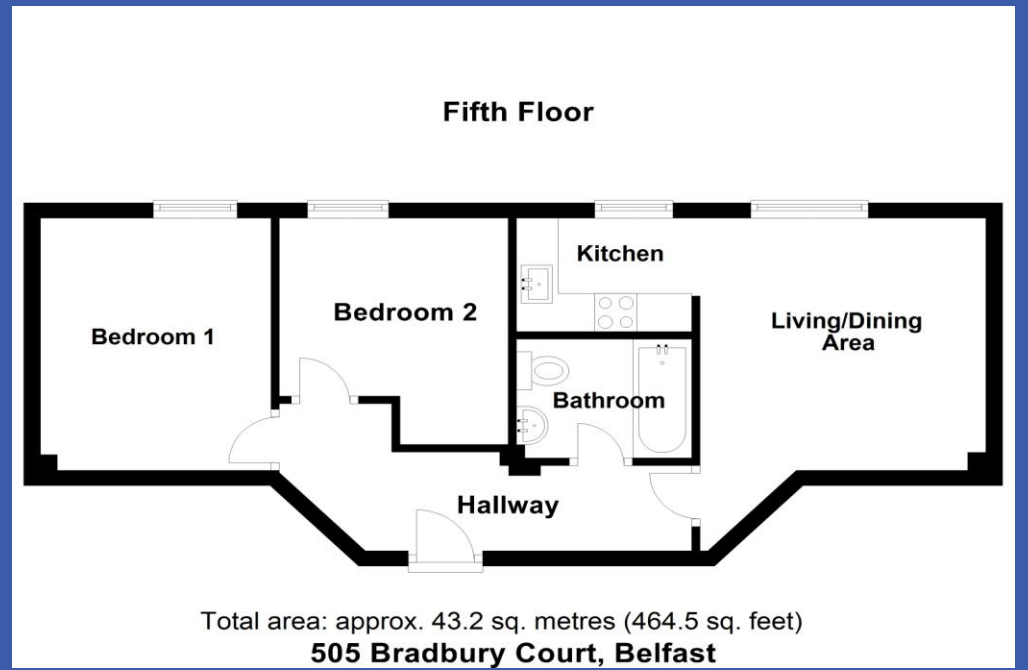 Fifth Floor
Kitchen
Bedroom 2
Living/Dining
Area
Bedroom 1
Bathroom
Hallway
Total area: approx. 43.2 sq. metres (464.5 sq. feet)
505 Bradbury Court, Belfast